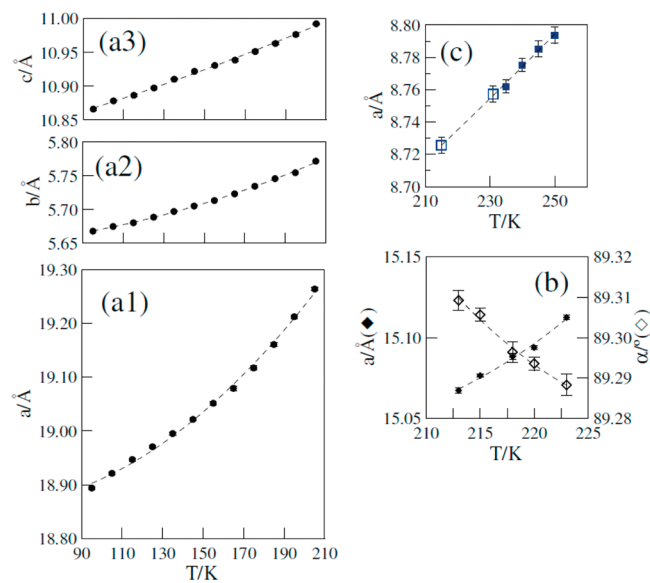 11.00
10.95
10.90
10.85
c/Å
(a3)
5.80
5.75
5.70
5.65
b/Å
(a2)
19.30
19.20
19.10
19.00
18.90
18.80
a/Å
(a1)
90 110 130 150 170 190 210
T/K
8.80
8.78
8.76
8.74
8.72
8.70
a/Å
(c)
210 230 250
T/K
15.15
15.10
15.05
a/Å(◆)
(b)
89.32
89.31
89.30
89.29
89.28
α/º(◇)
210 215 220 225
T/K